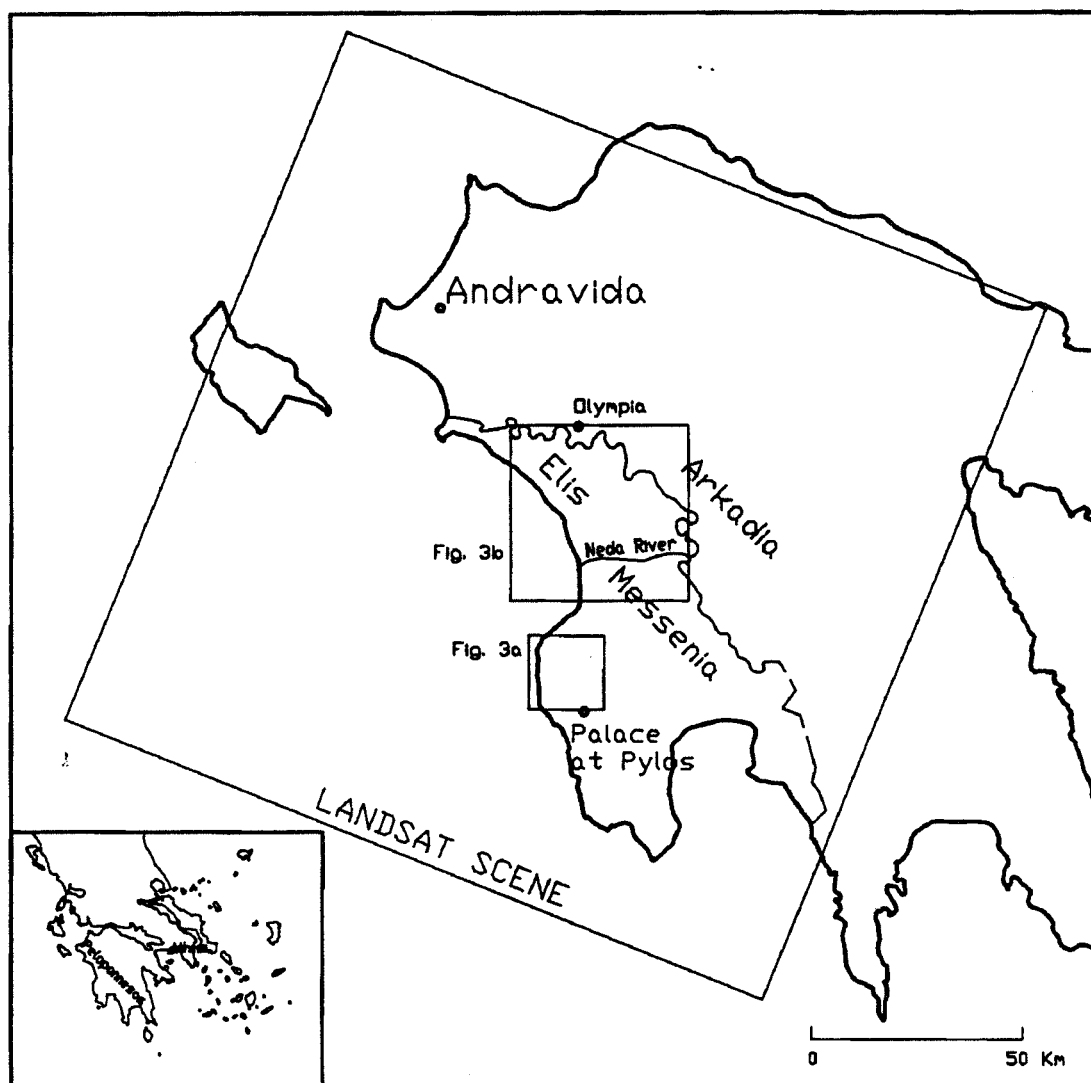 Andravida
Olympia
Elis
Arkadia
Fig. 3b
Neda River
Messenia
Fig. 3a
Palace
at Pylos
LANDSAT SCENE
Peloponnesos
0 50 Km